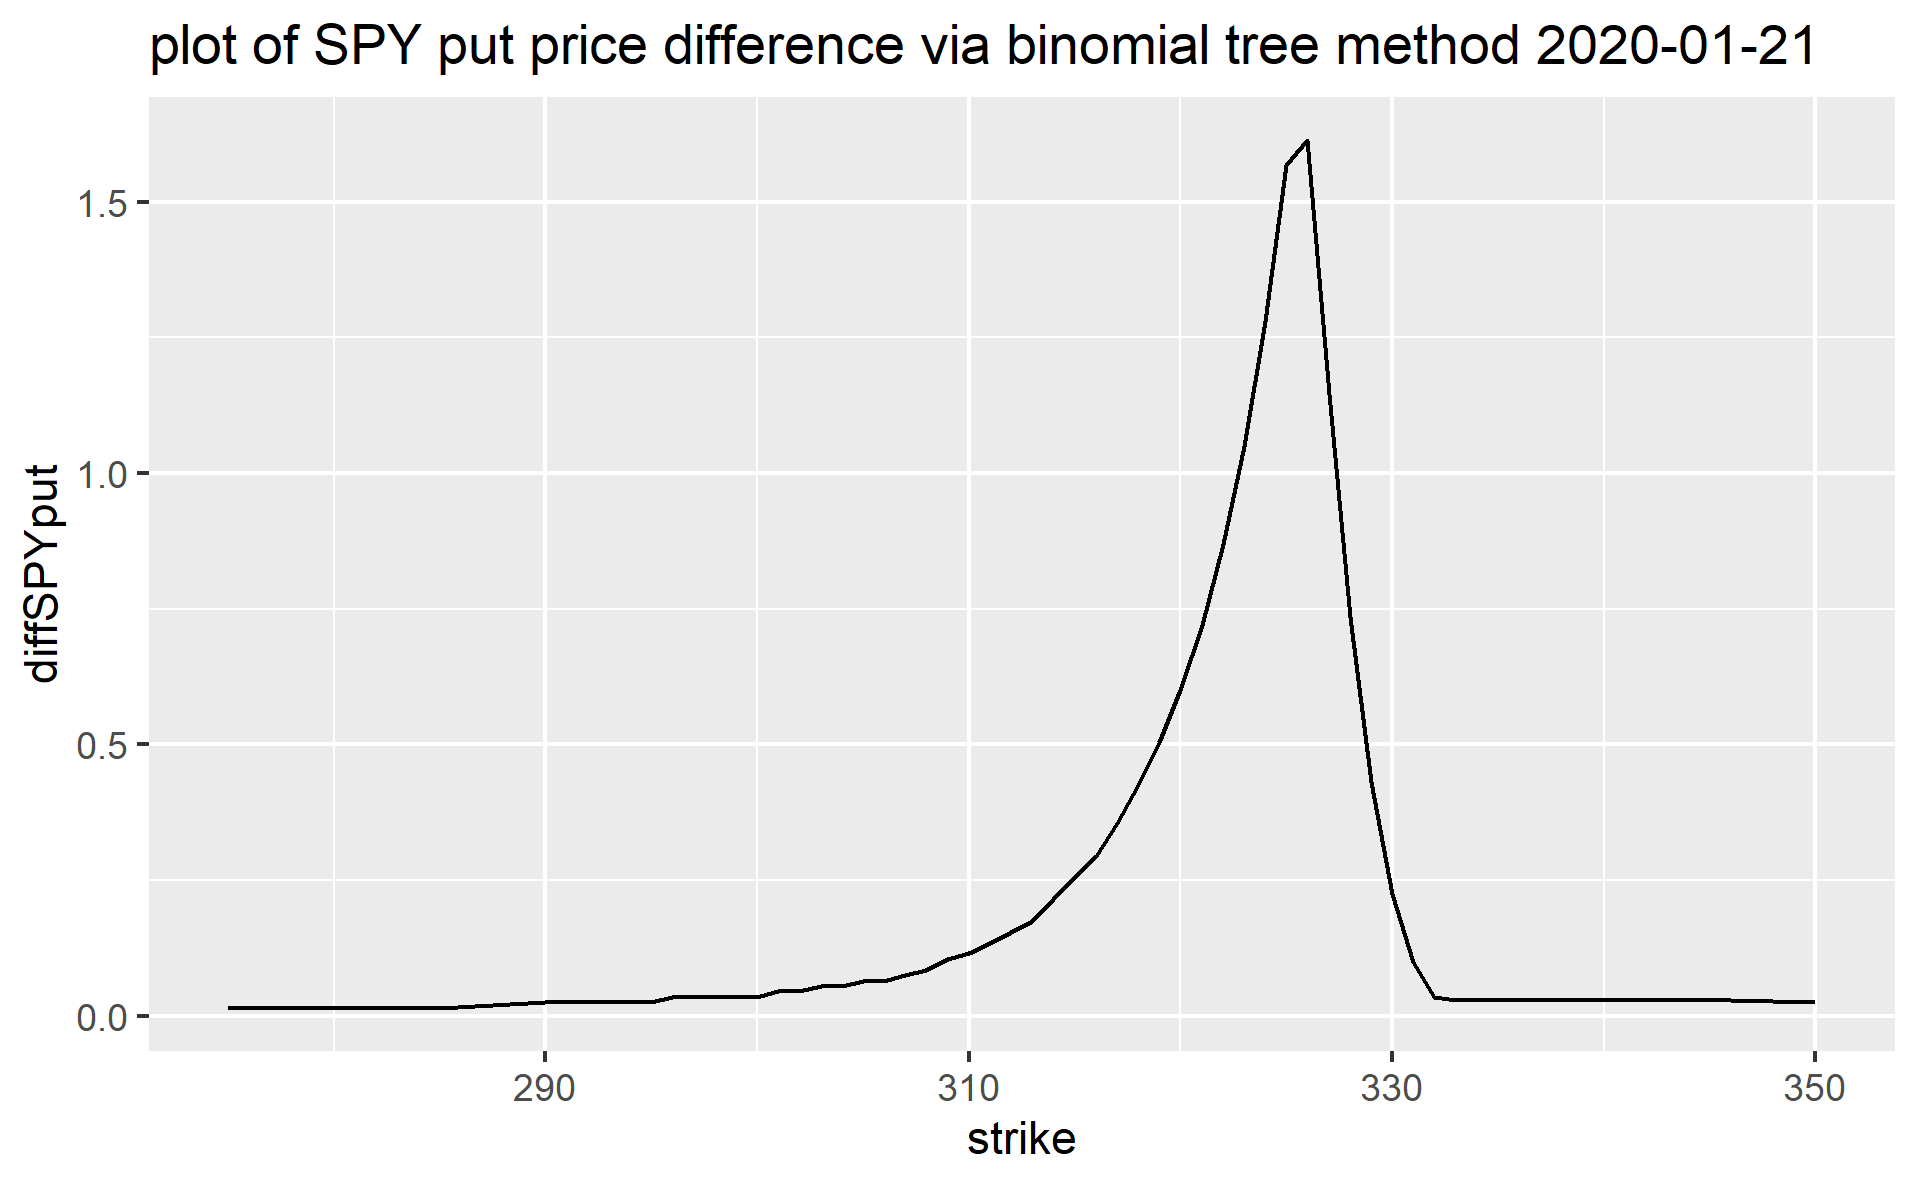 plot of SPY put price difference via binomial tree method 2020-01-21
1.5
1.0
0.5
0.0
diffSPYput
290 310 330 350
strike